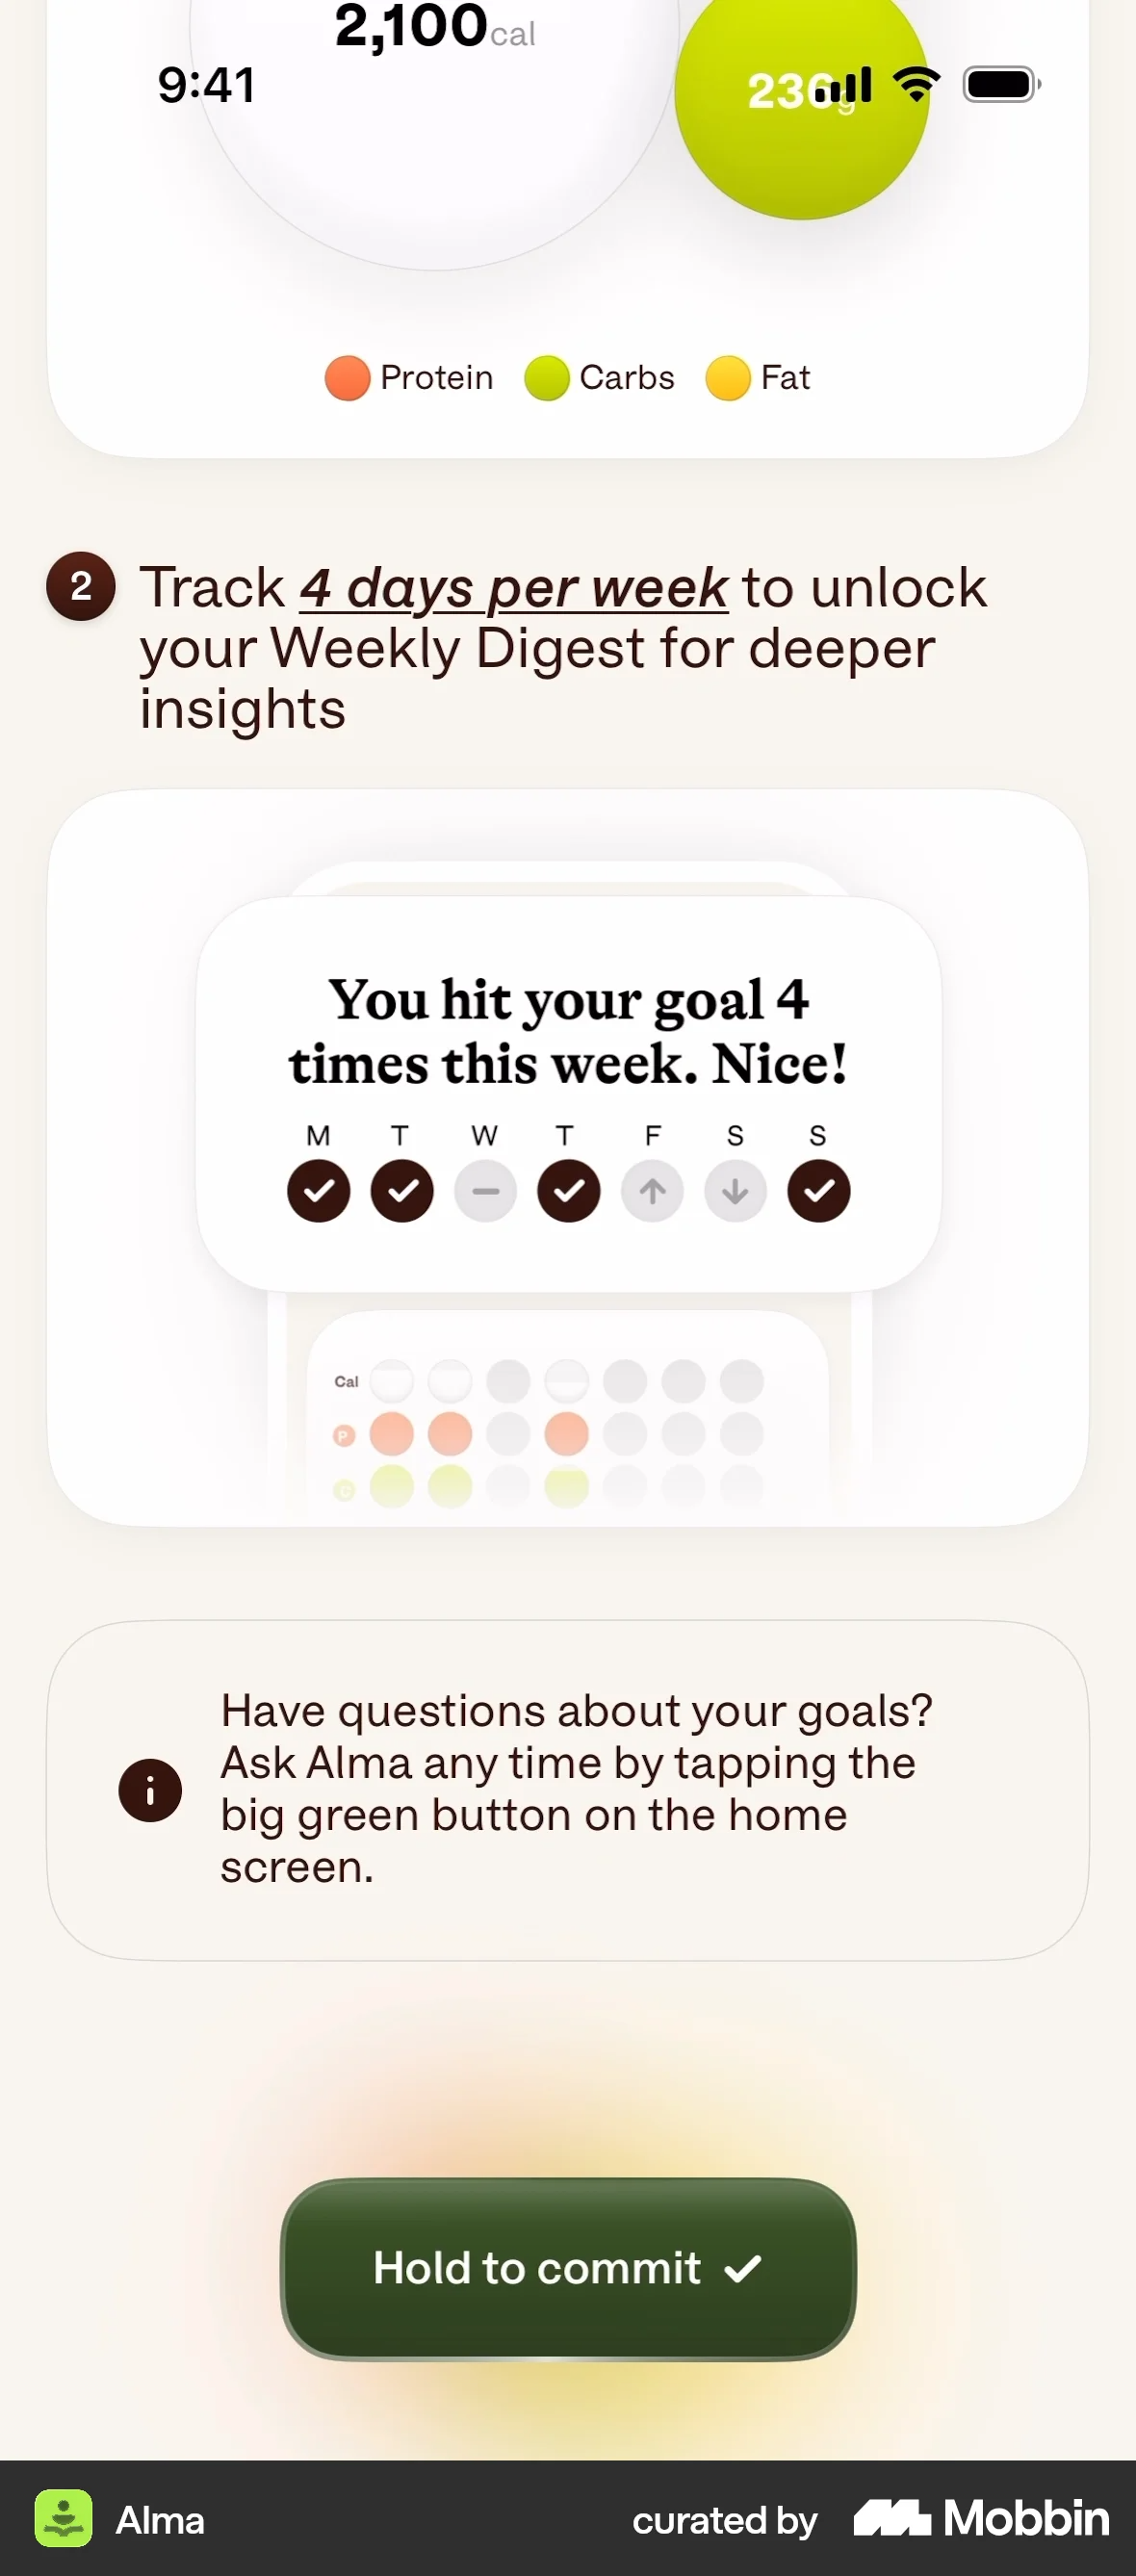 2,100cal
9:41
236g
Protein Carbs Fat
2 Track 4 days per week to unlock
your Weekly Digest for deeper
insights
You hit your goal 4
times this week. Nice!
M T W T F S S
Cal
P
C
Have questions about your goals?
Ask Alma any time by tapping the
big green button on the home
screen.
Hold to commit
Alma curated by Mobbin